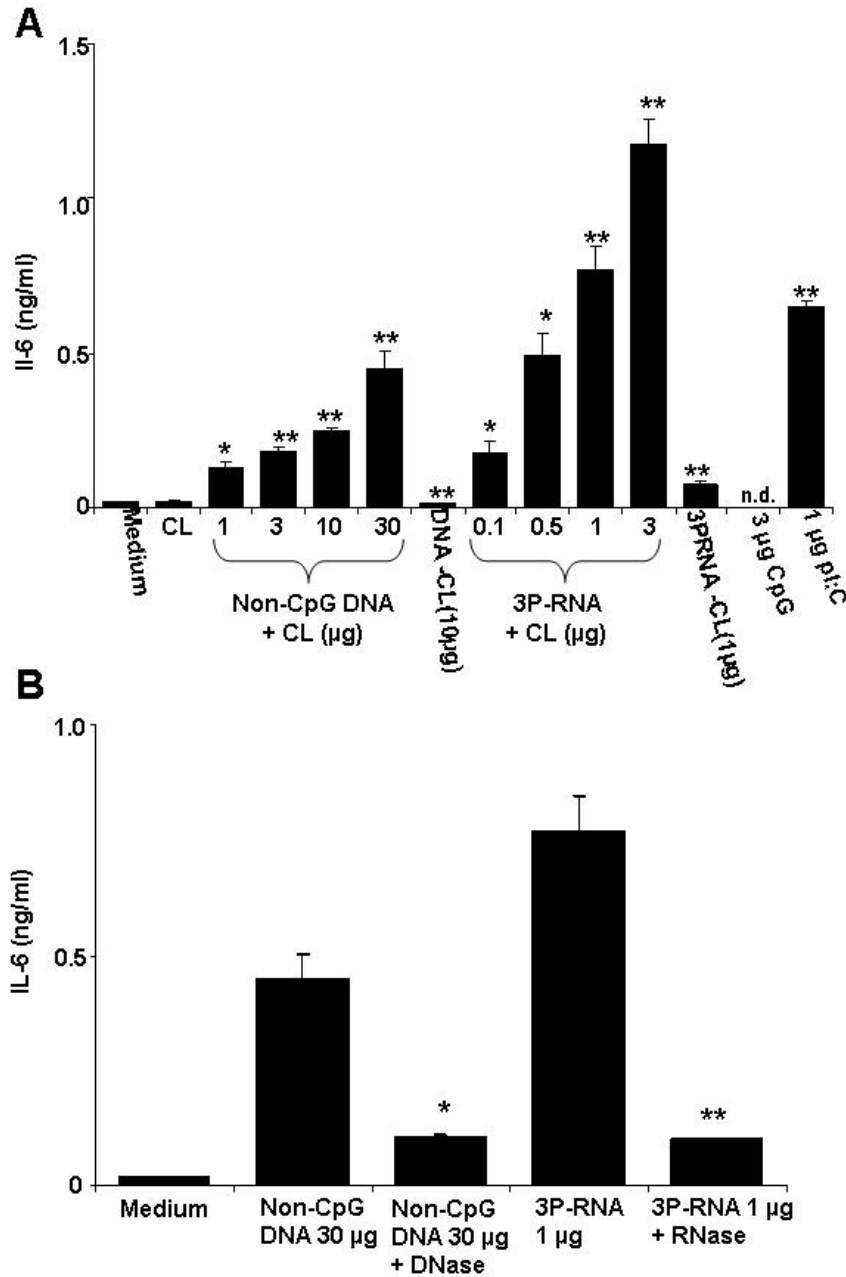 A
1.5
1.0
0.5
0
Il-6 (ng/ml)
* ** ** ** ** * * ** ** ** n.d. **
Medium CL 1 3 10 30 DNA -CL(10µg) 0.1 0.5 1 3 3PRNA -CL(1µg) 3 µg CpG 1 µg pI:C
Non-CpG DNA 3P-RNA
+ CL (µg) + CL (µg)
B
1.0
0.5
0
IL-6 (ng/ml)
* **
Medium Non-CpG Non-CpG 3P-RNA 3P-RNA 1 µg
DNA 30 µg DNA 30 µg 1 µg + RNase
+ DNase